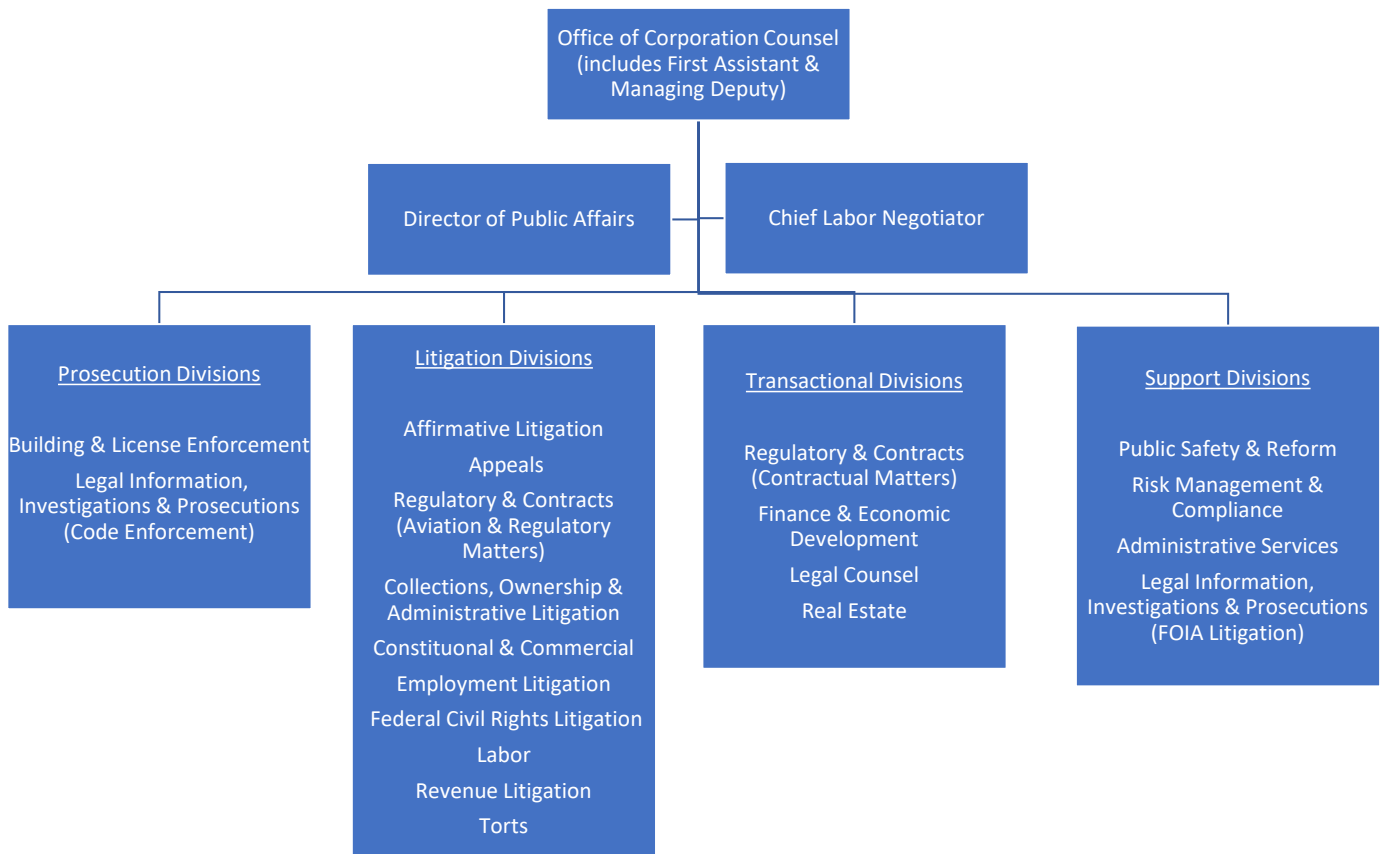 Office of Corporation Counsel
(includes First Assistant &
Managing Deputy)
Director of Public Affairs
Chief Labor Negotiator
Prosecution Divisions
Building & License Enforcement
Legal Information,
Investigations & Prosecutions
(Code Enforcement)
Litigation Divisions
Affirmative Litigation
Appeals
Regulatory & Contracts
(Aviation & Regulatory
Matters)
Collections, Ownership &
Administrative Litigation
Constituonal & Commercial
Employment Litigation
Federal Civil Rights Litigation
Labor
Revenue Litigation
Torts
Transactional Divisions
Regulatory & Contracts
(Contractual Matters)
Finance & Economic
Development
Legal Counsel
Real Estate
Support Divisions
Public Safety & Reform
Risk Management &
Compliance
Administrative Services
Legal Information,
Investigations & Prosecutions
(FOIA Litigation)